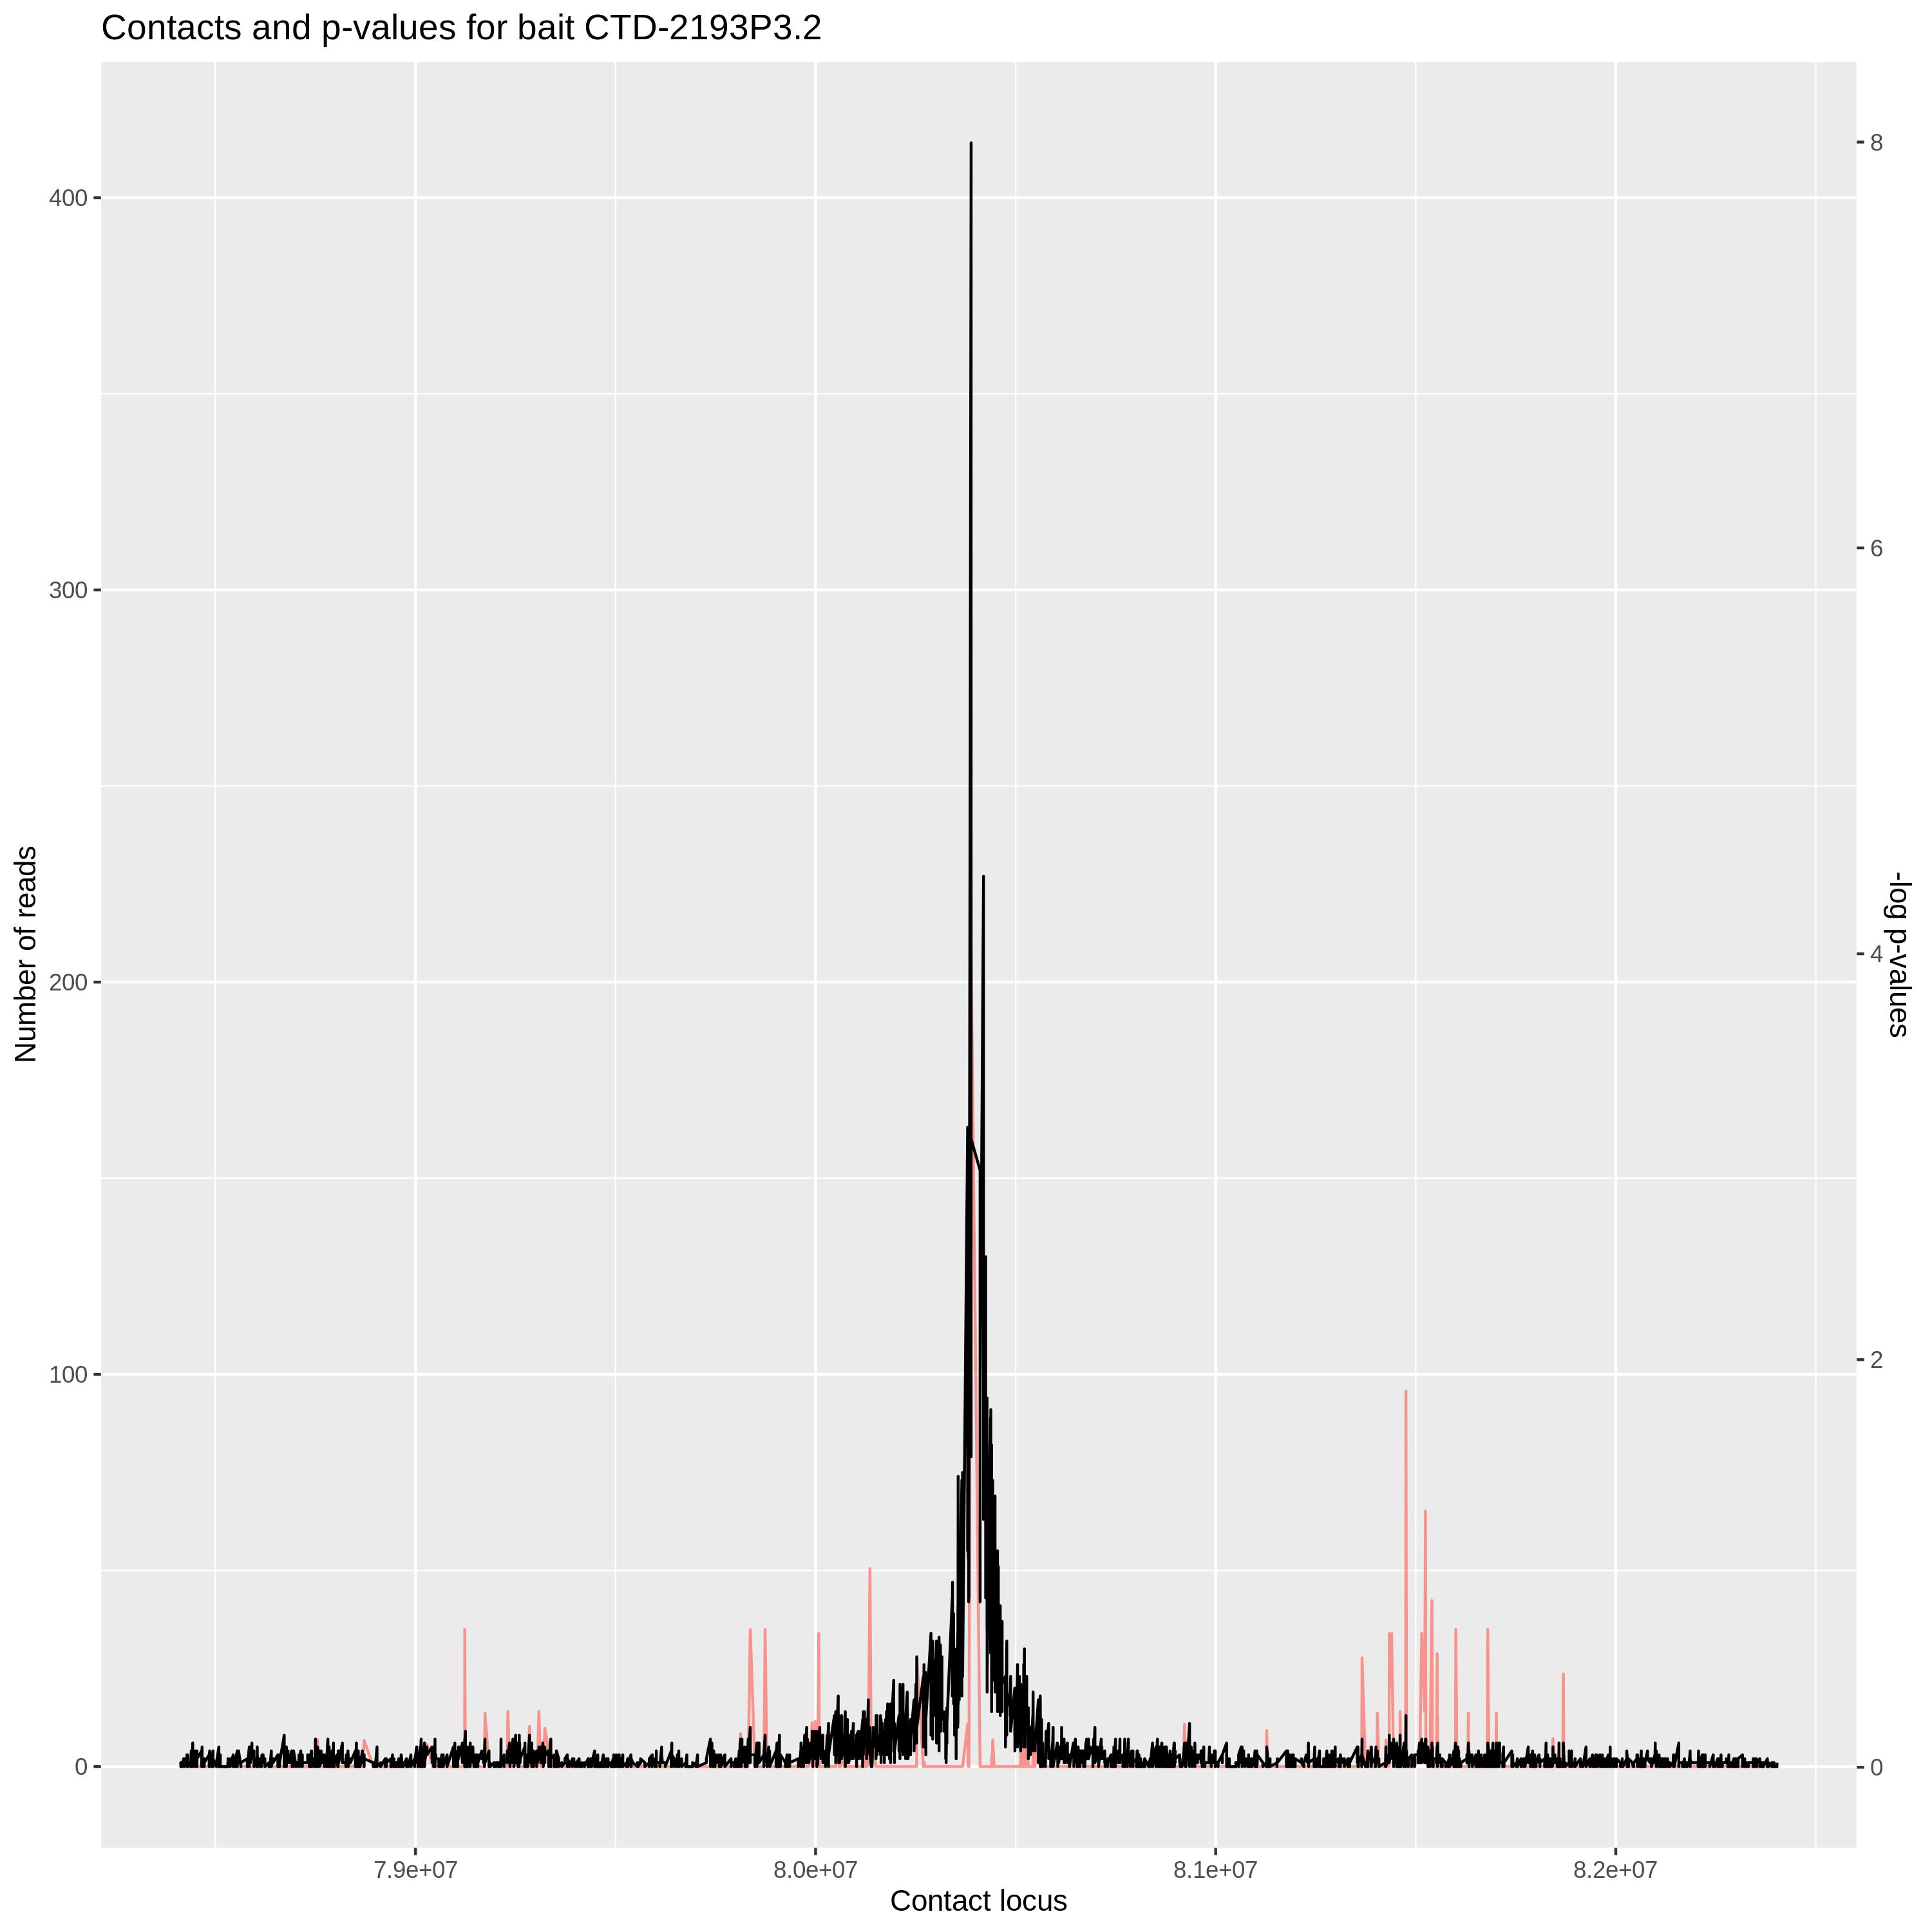 Contacts and p-values for bait CTD-2193P3.2
400
300
200
100
0
Number of reads
8
6
4
2
0
-log p-values
7.9e+07
8.0e+07
8.1e+07
8.2e+07
Contact locus